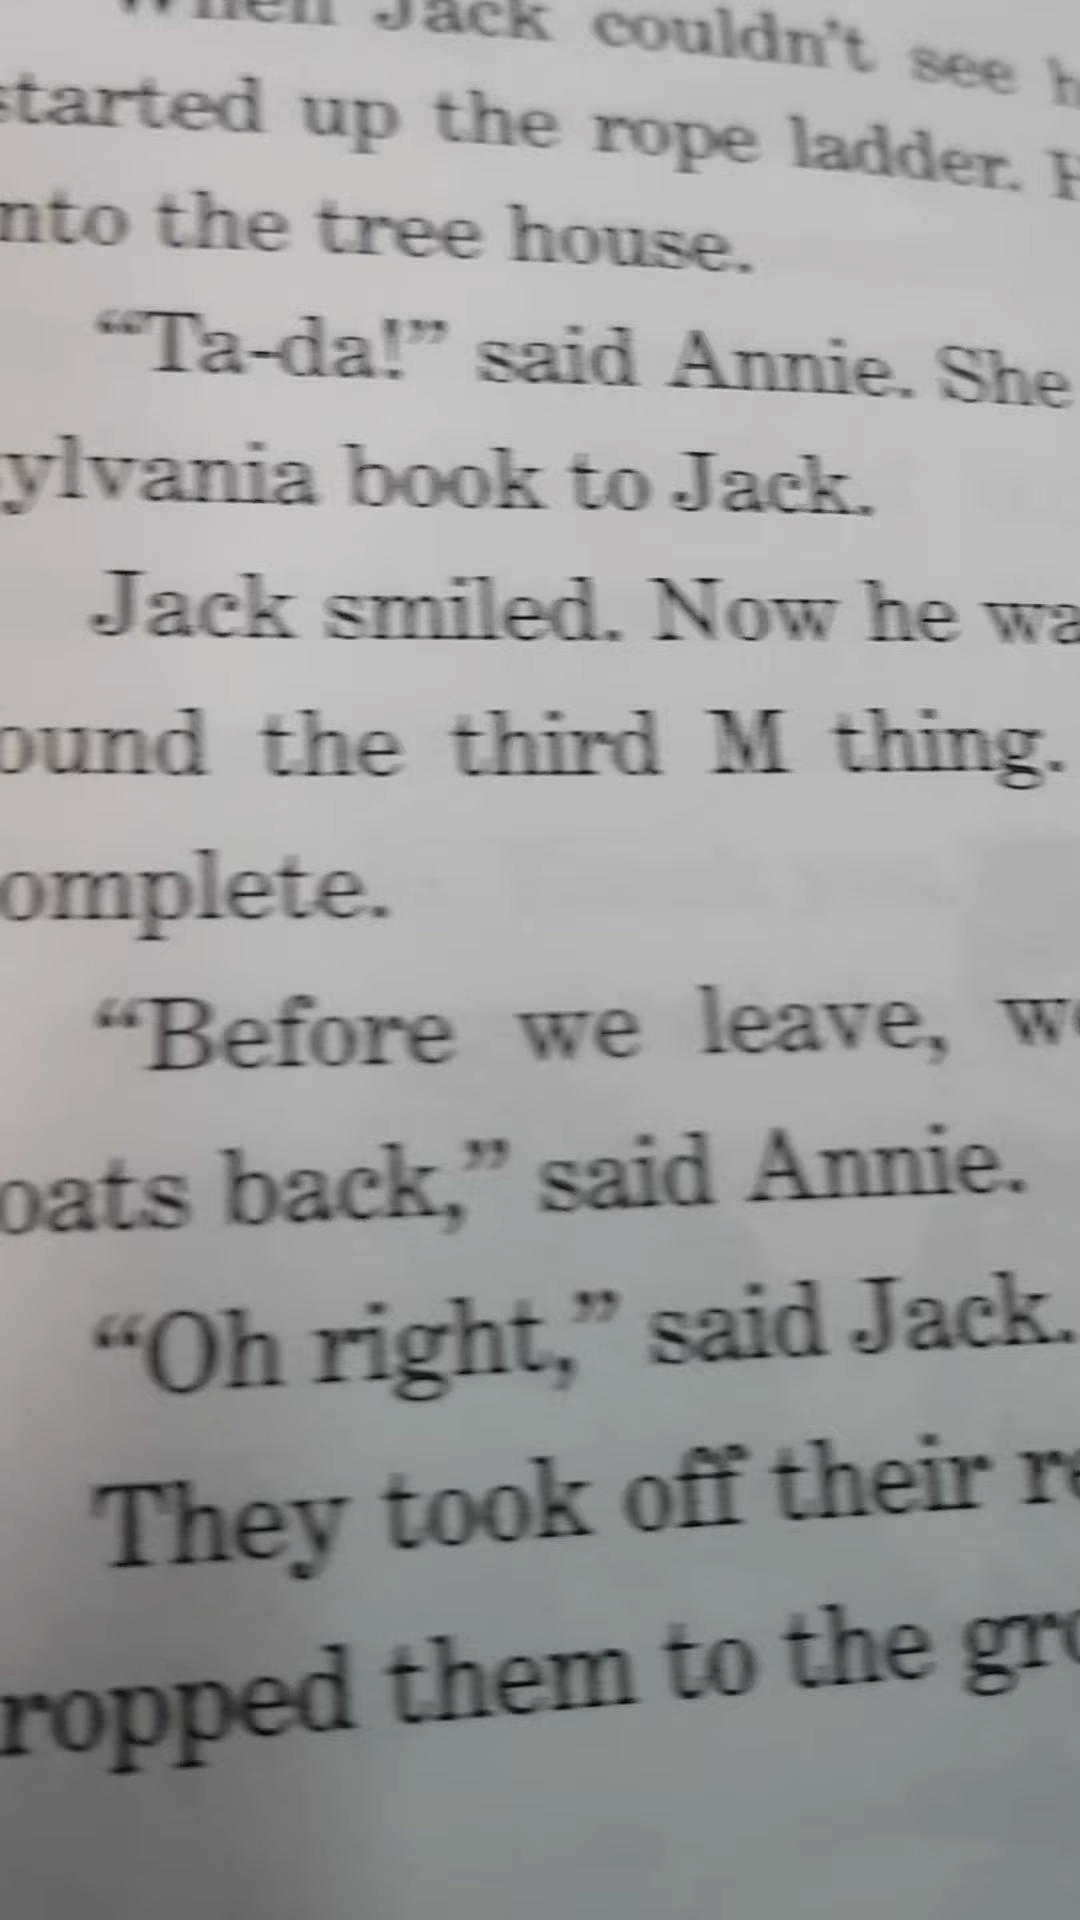 When Jack couldn't see h
started up the rope ladder. H
nto the tree house.
“Ta-da!” said Annie. She
ylvania book to Jack.
Jack smiled. Now he wa
ound the third M thing.
omplete.
“Before we leave, we
oats back,” said Annie.
“Oh right,” said Jack.
They took off their re
ropped them to the gro